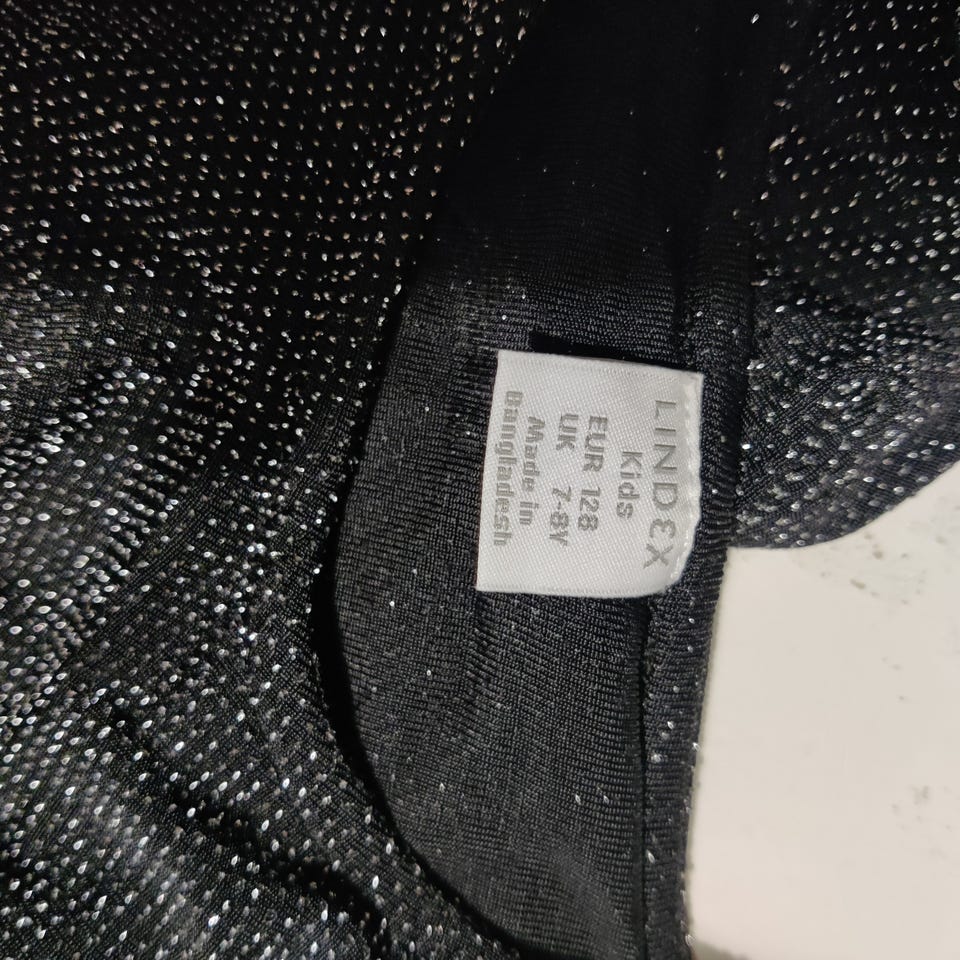 LINDEX
Kids
EUR 128
UK 7-8Y
Made in
Bangladesh